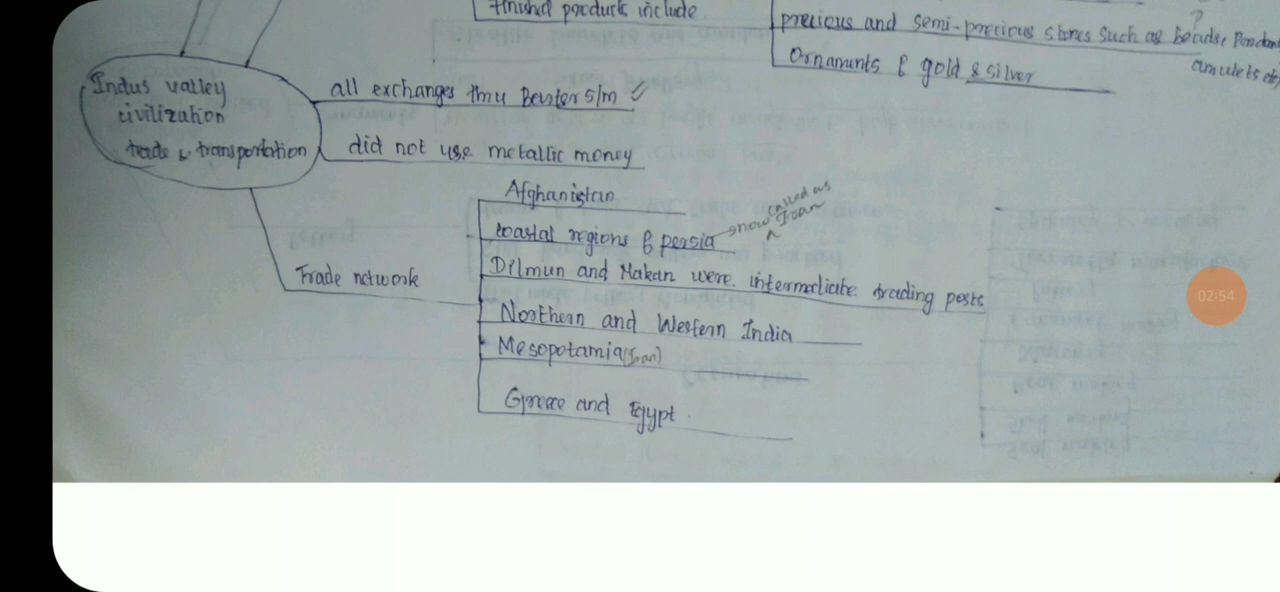 finished products include
precious and semi-precious stones such as beads, Pendants
amulets etc
Ornaments of gold & silver
Indus valley
civilization
trade & transportation
all exchanges thru Barter s/m
did not use metallic money
Trade network
Afghanistan
coastal regions of persia → now called as Iran
Dilmun and Makan were intermediate trading posts
Northern and Western India
Mesopotamia
Greece and Egypt
02:54